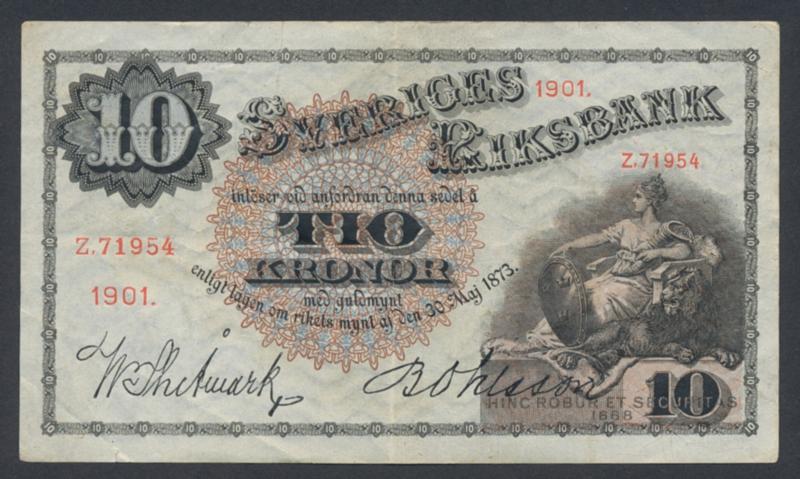 10
SVERIGES
1901.
RIKSBANK
Z,71954
inlöser vid anfordran denna sedel å
TIO
KRONOR
Z,71954
enligt lagen om rikets mynt af den 30 Maj 1873.
med guldmynt
1901.
B Ohlsson
HINC ROBUR ET SECURITAS
1668
10